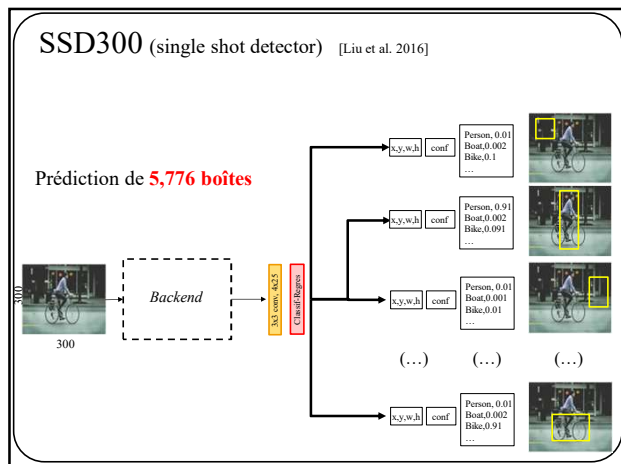 SSD300 (single shot detector) [Liu et al. 2016]
x,y,w,h
conf
Person, 0.01
Boat,0.002
Bike,0.1
…
Prédiction de 5,776 boîtes
x,y,w,h
conf
Person, 0.91
Boat,0.002
Bike,0.091
…
300
300
Backend
3x3 conv, 4x25
Classif-Regres
x,y,w,h
conf
Person, 0.01
Boat,0.001
Bike,0.01
…
(…) (…) (…)
x,y,w,h
conf
Person, 0.01
Boat,0.002
Bike,0.91
…